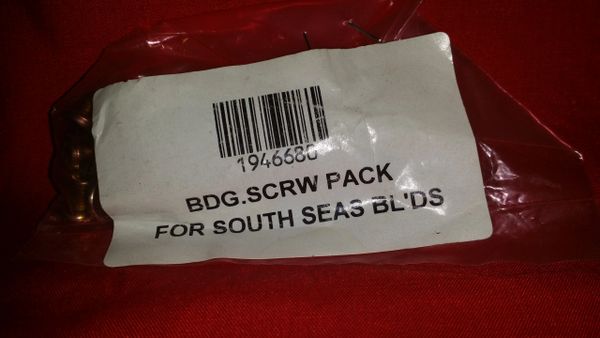 1946680
BDG.SCRW PACK
FOR SOUTH SEAS BL'DS